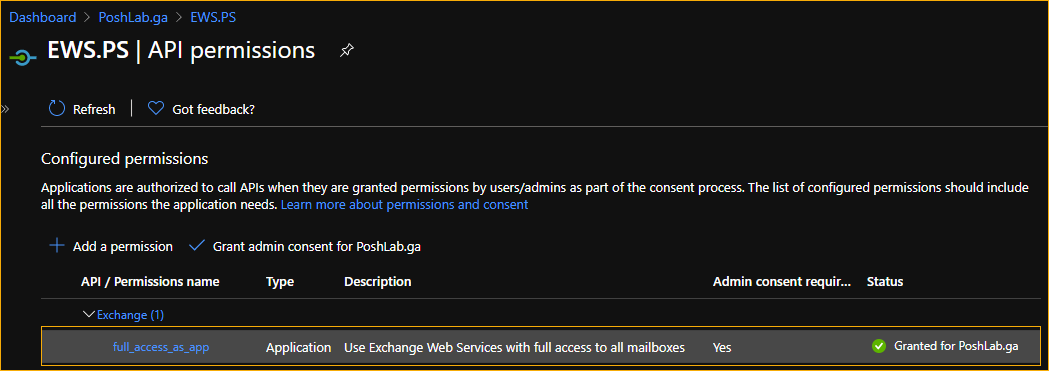 Dashboard > PoshLab.ga > EWS.PS
EWS.PS | API permissions
»
Refresh | Got feedback?
Configured permissions
Applications are authorized to call APIs when they are granted permissions by users/admins as part of the consent process. The list of configured permissions should include
all the permissions the application needs. Learn more about permissions and consent
+ Add a permission ✓ Grant admin consent for PoshLab.ga
API / Permissions name Type Description Admin consent requir... Status
Exchange (1)
full_access_as_app Application Use Exchange Web Services with full access to all mailboxes Yes Granted for PoshLab.ga